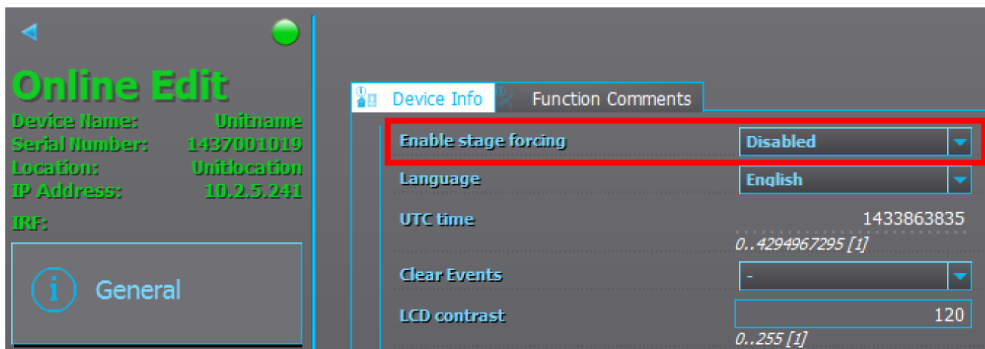 Online Edit
Device Name: Unitname
Serial Number: 1437001019
Location: Unitlocation
IP Address: 10.2.5.241
IRF:
General
Device Info
Function Comments
Enable stage forcing Disabled
Language English
UTC time 1433863835
0..4294967295 [1]
Clear Events -
LCD contrast 120
0..255 [1]